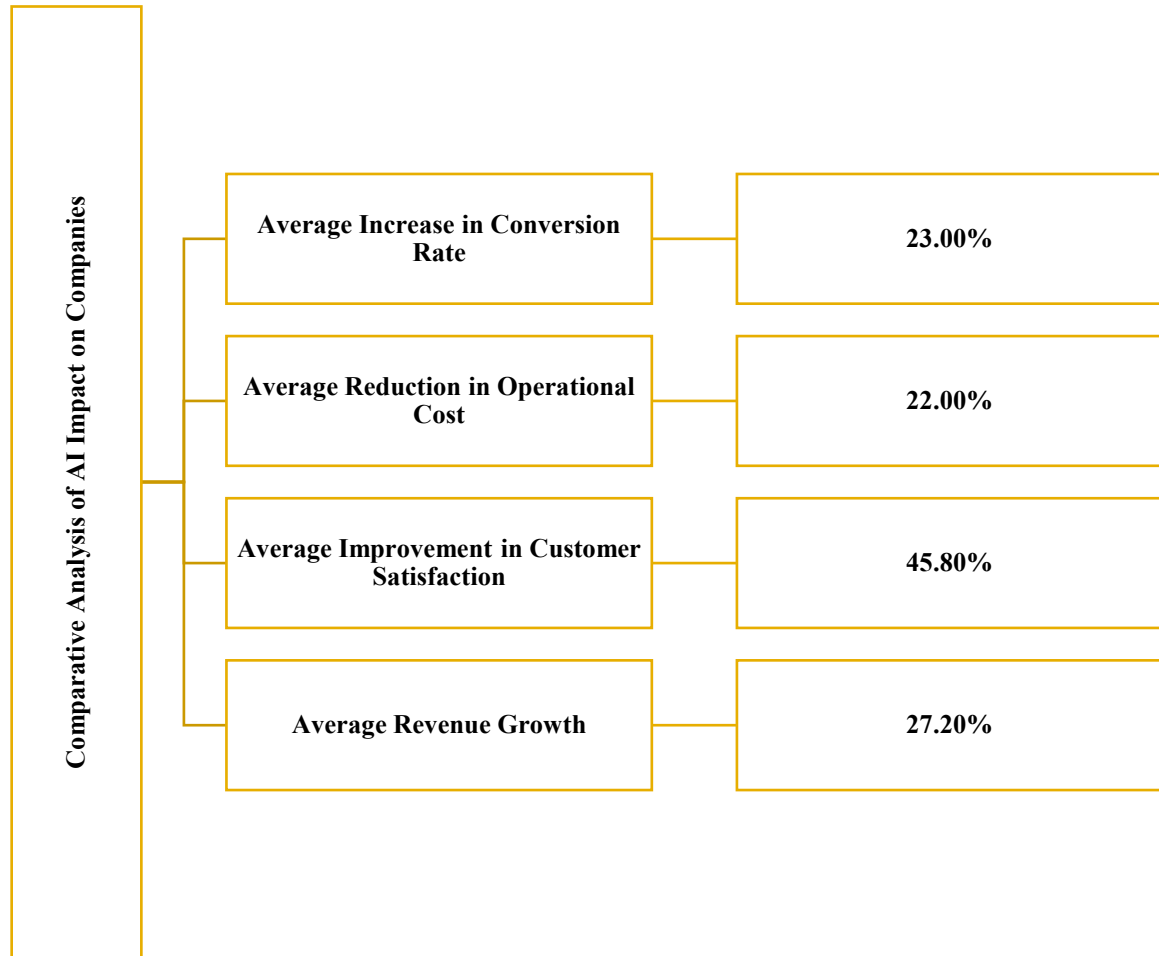 Comparative Analysis of AI Impact on Companies
Average Increase in Conversion
Rate
23.00%
Average Reduction in Operational
Cost
22.00%
Average Improvement in Customer
Satisfaction
45.80%
Average Revenue Growth
27.20%